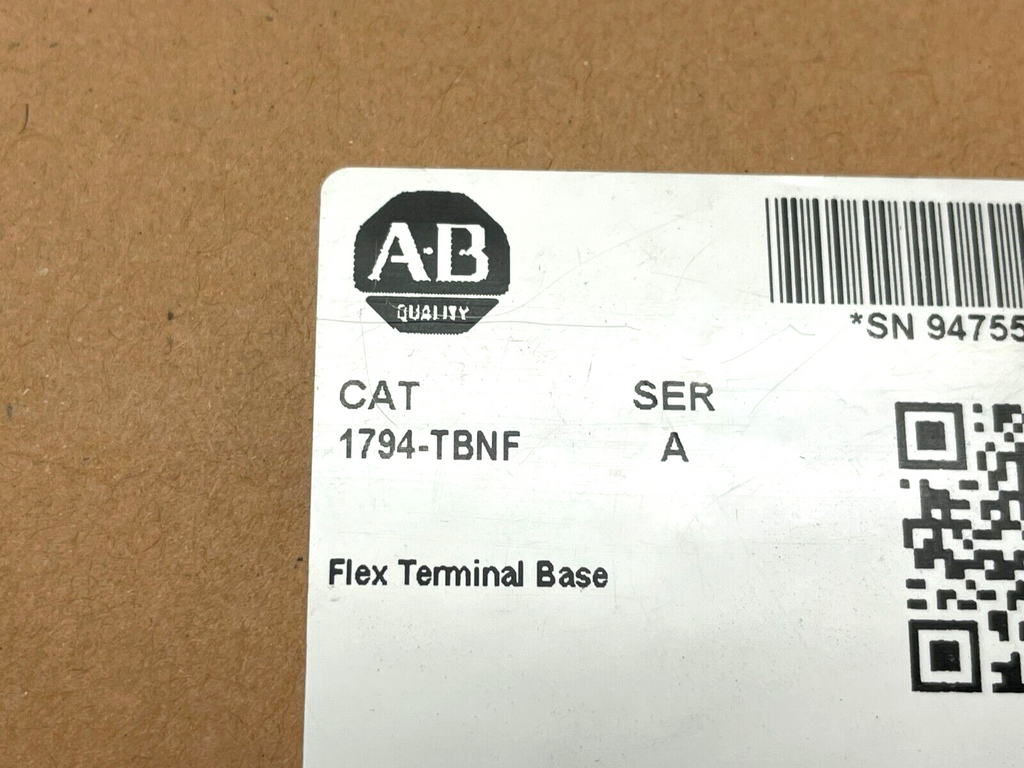 A·B
QUALITY
*SN 94755
CAT SER
1794-TBNF A
Flex Terminal Base